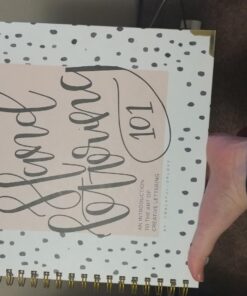 Hand
lettering
101
AN INTRODUCTION
TO THE ART OF
CREATIVE LETTERING